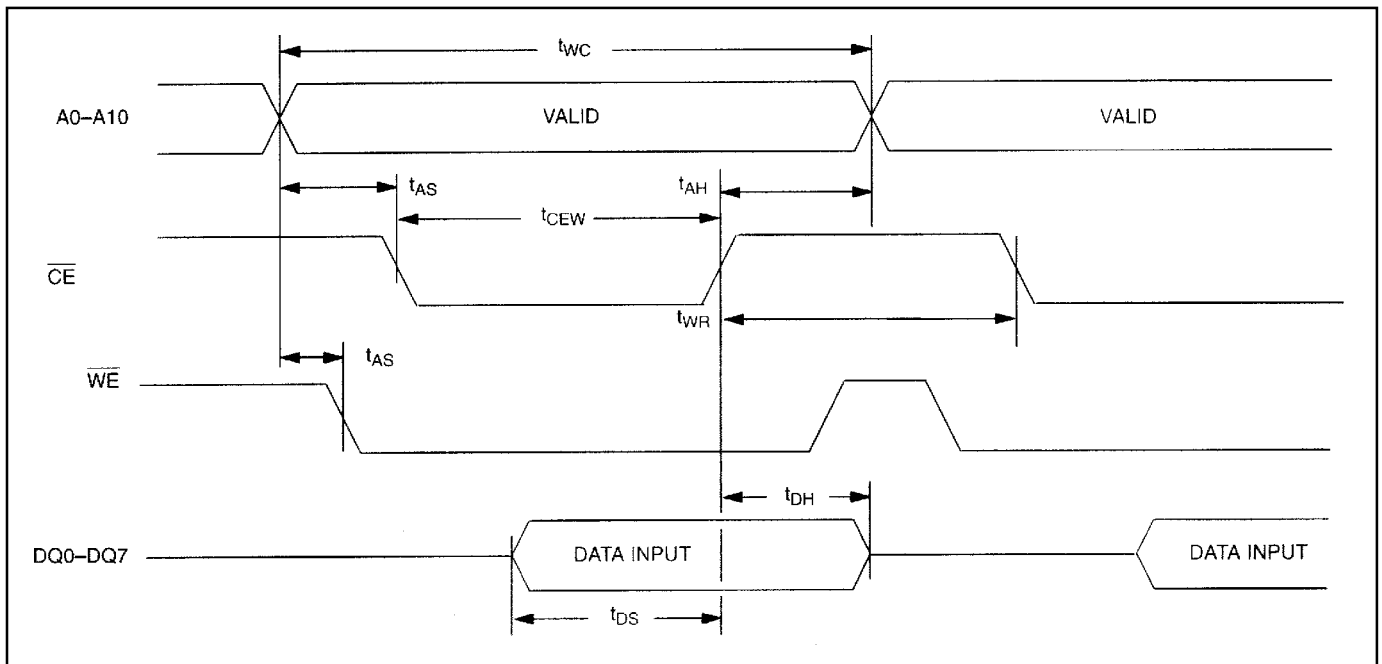 tWC
A0–A10 VALID VALID
tAS tAH
tCEW
CE
tWR
tAS
WE
tDH
DQ0–DQ7 DATA INPUT DATA INPUT
tDS